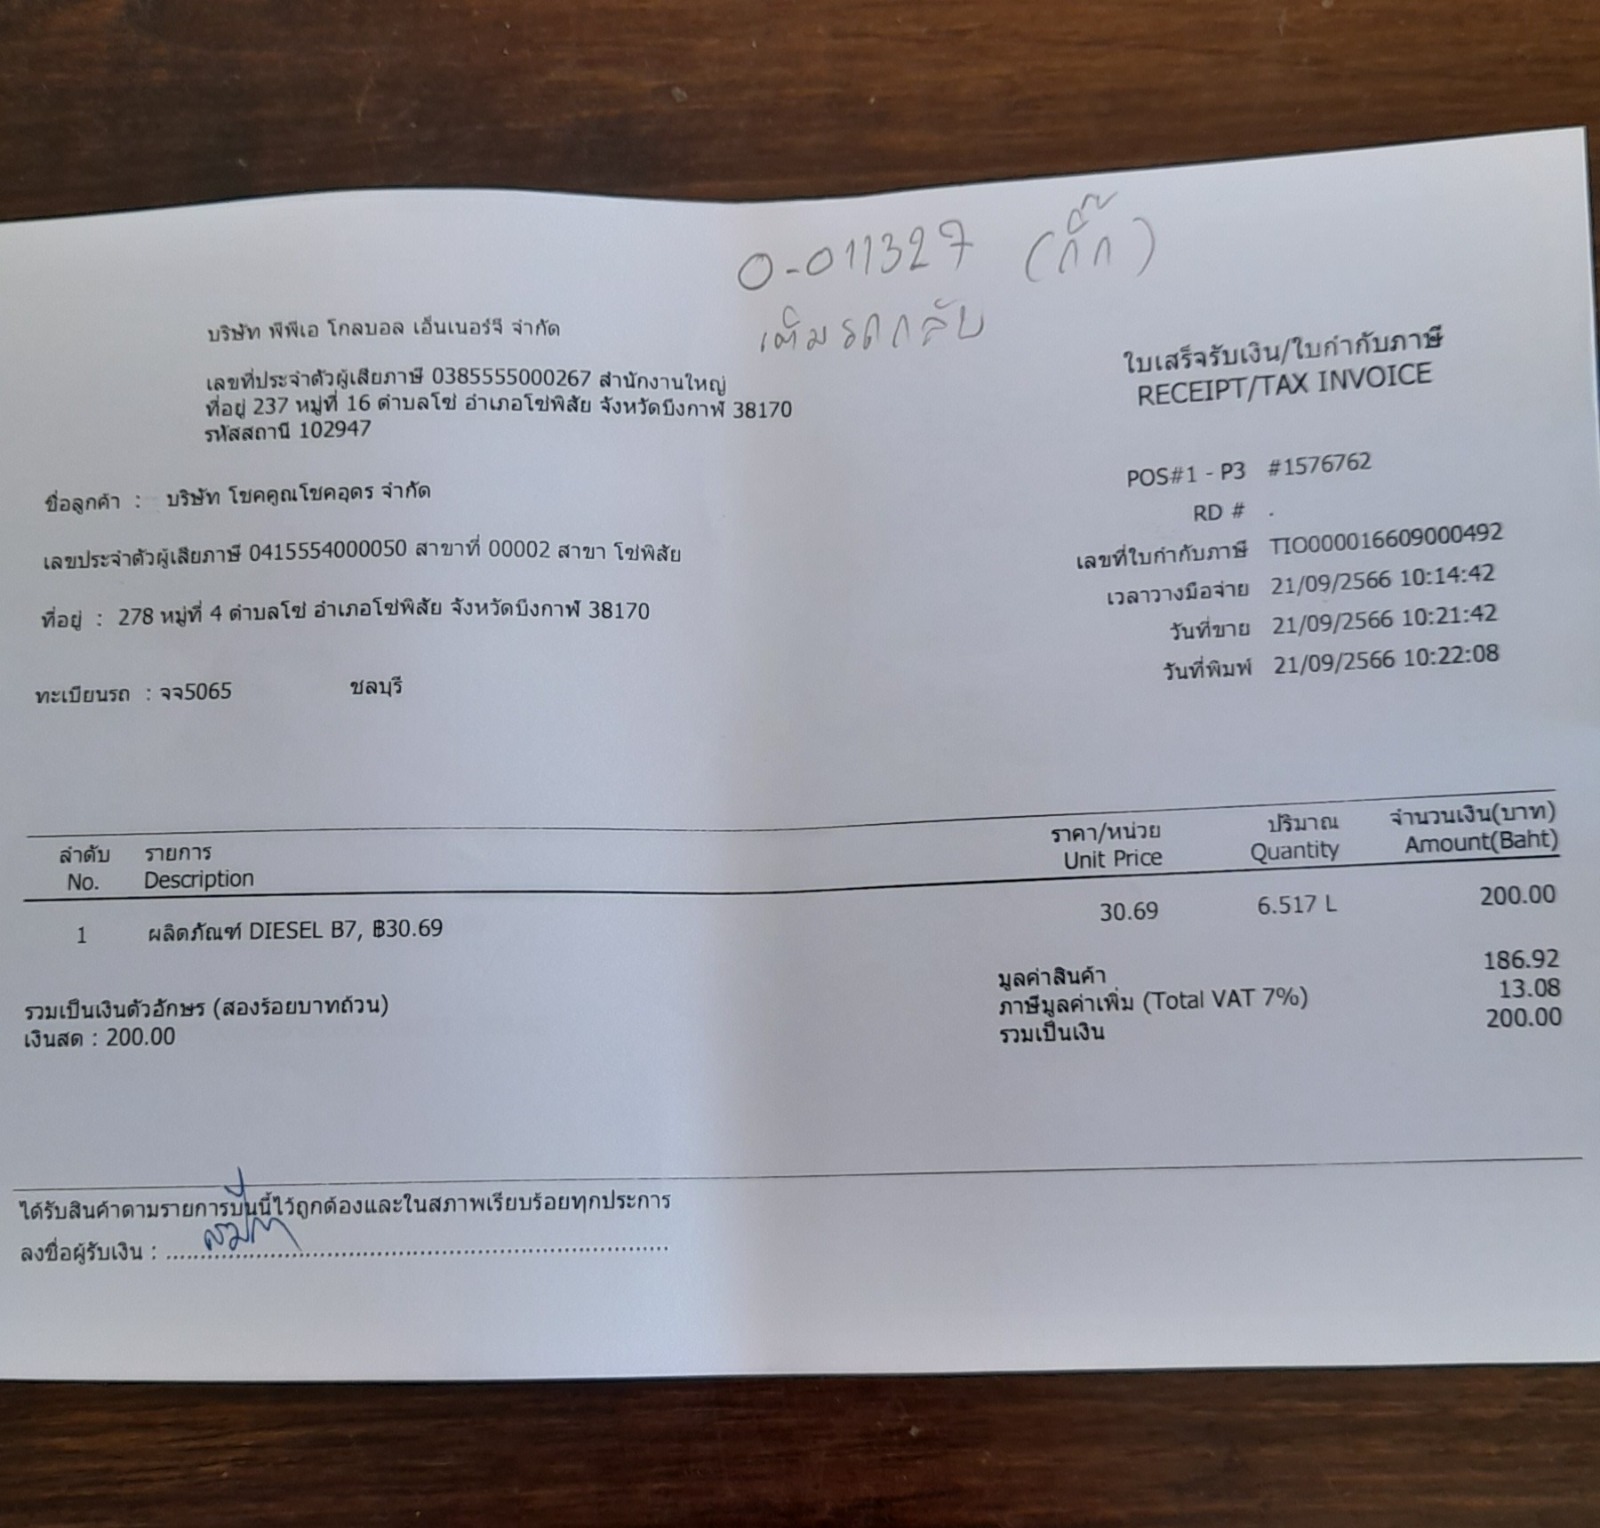 O-011327 (กิ๊ก)
เติมรถกลับ
บริษัท พีพีเอ โกลบอล เอ็นเนอร์จี จำกัด
เลขที่ประจำตัวผู้เสียภาษี 0385555000267 สำนักงานใหญ่
ที่อยู่ 237 หมู่ที่ 16 ตำบลโซ่ อำเภอโซ่พิสัย จังหวัดบึงกาฬ 38170
รหัสสถานี 102947
ใบเสร็จรับเงิน/ใบกำกับภาษี
RECEIPT/TAX INVOICE
ชื่อลูกค้า : บริษัท โชคคูณโชคอุดร จำกัด
เลขประจำตัวผู้เสียภาษี 0415554000050 สาขาที่ 00002 สาขา โซ่พิสัย
ที่อยู่ : 278 หมู่ที่ 4 ตำบลโซ่ อำเภอโซ่พิสัย จังหวัดบึงกาฬ 38170
ทะเบียนรถ : จจ5065 ชลบุรี
POS#1 - P3 #1576762
RD # .
เลขที่ใบกำกับภาษี TIO000016609000492
เวลาวางมือจ่าย 21/09/2566 10:14:42
วันที่ขาย 21/09/2566 10:21:42
วันที่พิมพ์ 21/09/2566 10:22:08
ลำดับ รายการ ราคา/หน่วย ปริมาณ จำนวนเงิน(บาท)
No. Description Unit Price Quantity Amount(Baht)
1 ผลิตภัณฑ์ DIESEL B7, ฿30.69 30.69 6.517 L 200.00
มูลค่าสินค้า 186.92
ภาษีมูลค่าเพิ่ม (Total VAT 7%) 13.08
รวมเป็นเงิน 200.00
รวมเป็นเงินตัวอักษร (สองร้อยบาทถ้วน)
เงินสด : 200.00
ได้รับสินค้าตามรายการบนนี้ไว้ถูกต้องและในสภาพเรียบร้อยทุกประการ
ลงชื่อผู้รับเงิน : ........................................